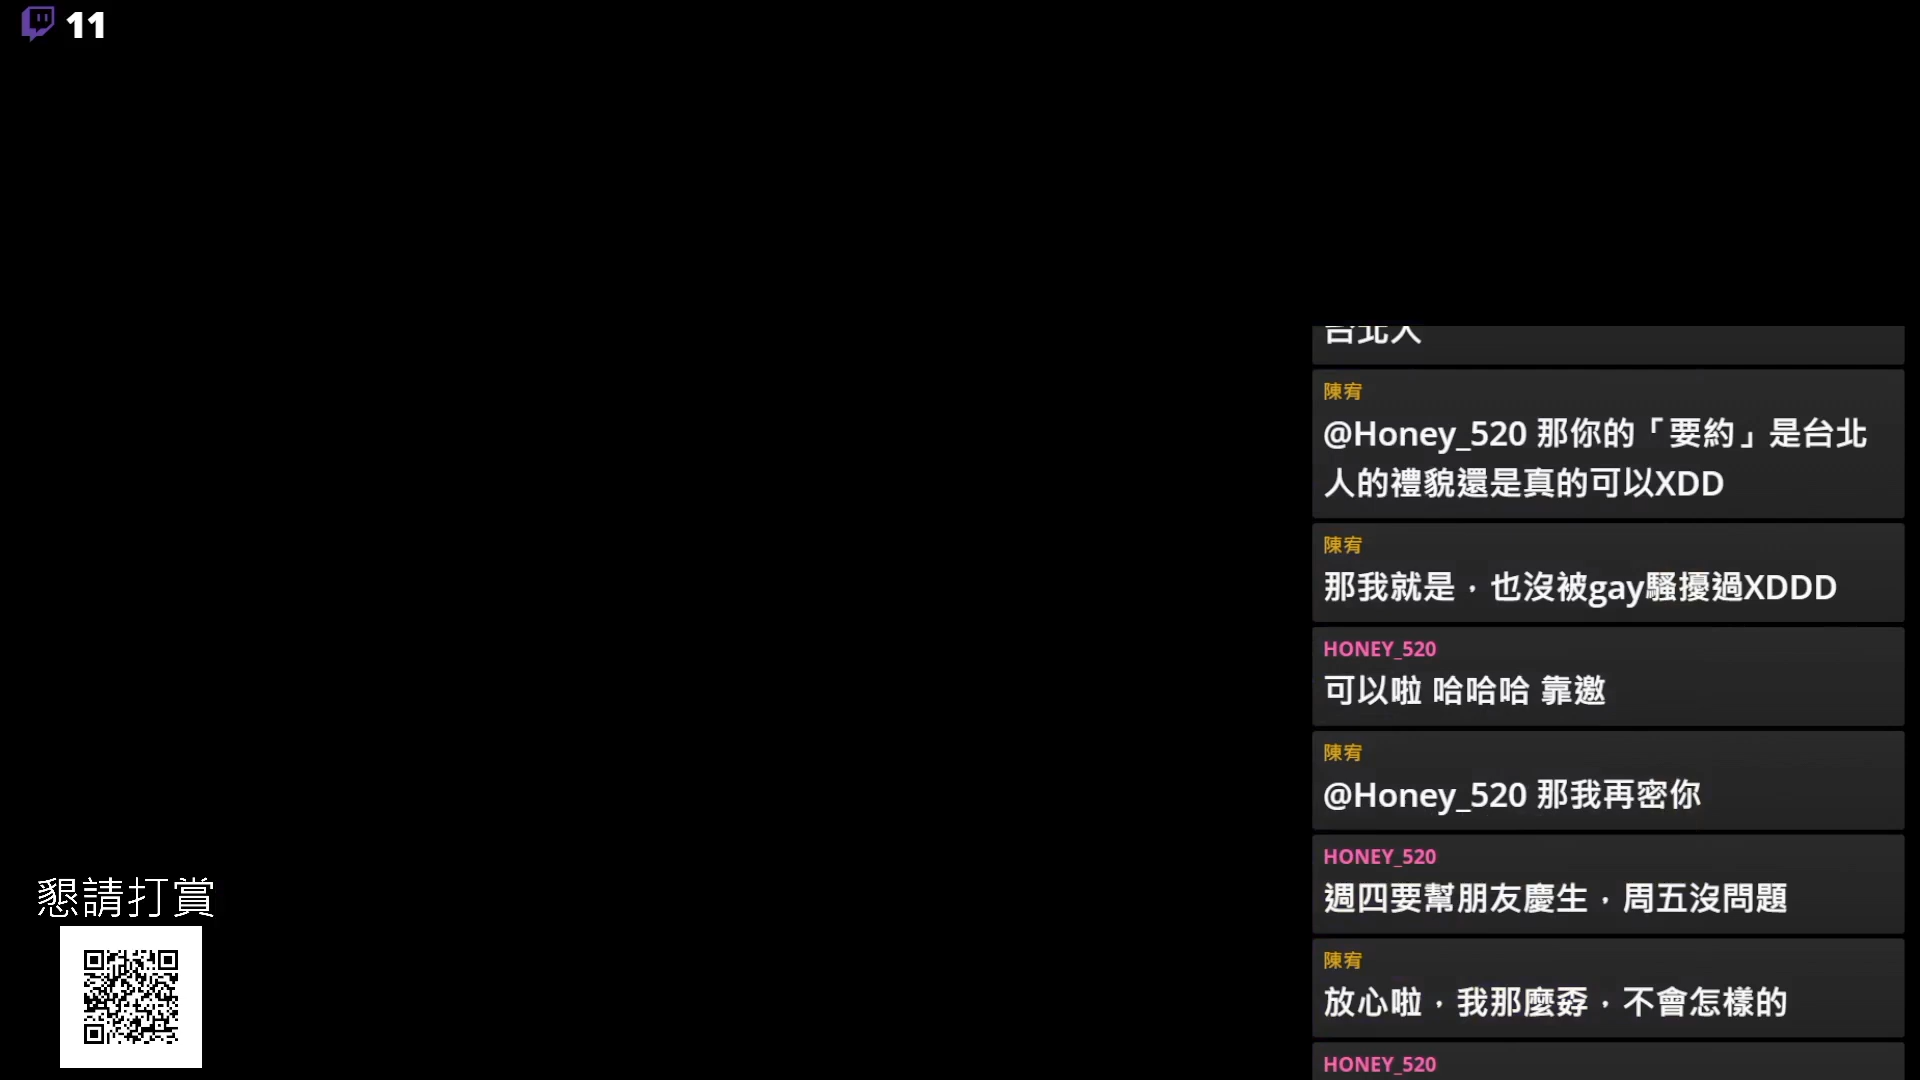 11
台北人
陳宥
@Honey_520 那你的「要約」是台北
人的禮貌還是真的可以XDD
陳宥
那我就是，也沒被gay騷擾過XDDD
HONEY_520
可以啦 哈哈哈 靠邀
陳宥
@Honey_520 那我再密你
HONEY_520
週四要幫朋友慶生，周五沒問題
陳宥
放心啦，我那麼孬，不會怎樣的
HONEY_520
懇請打賞